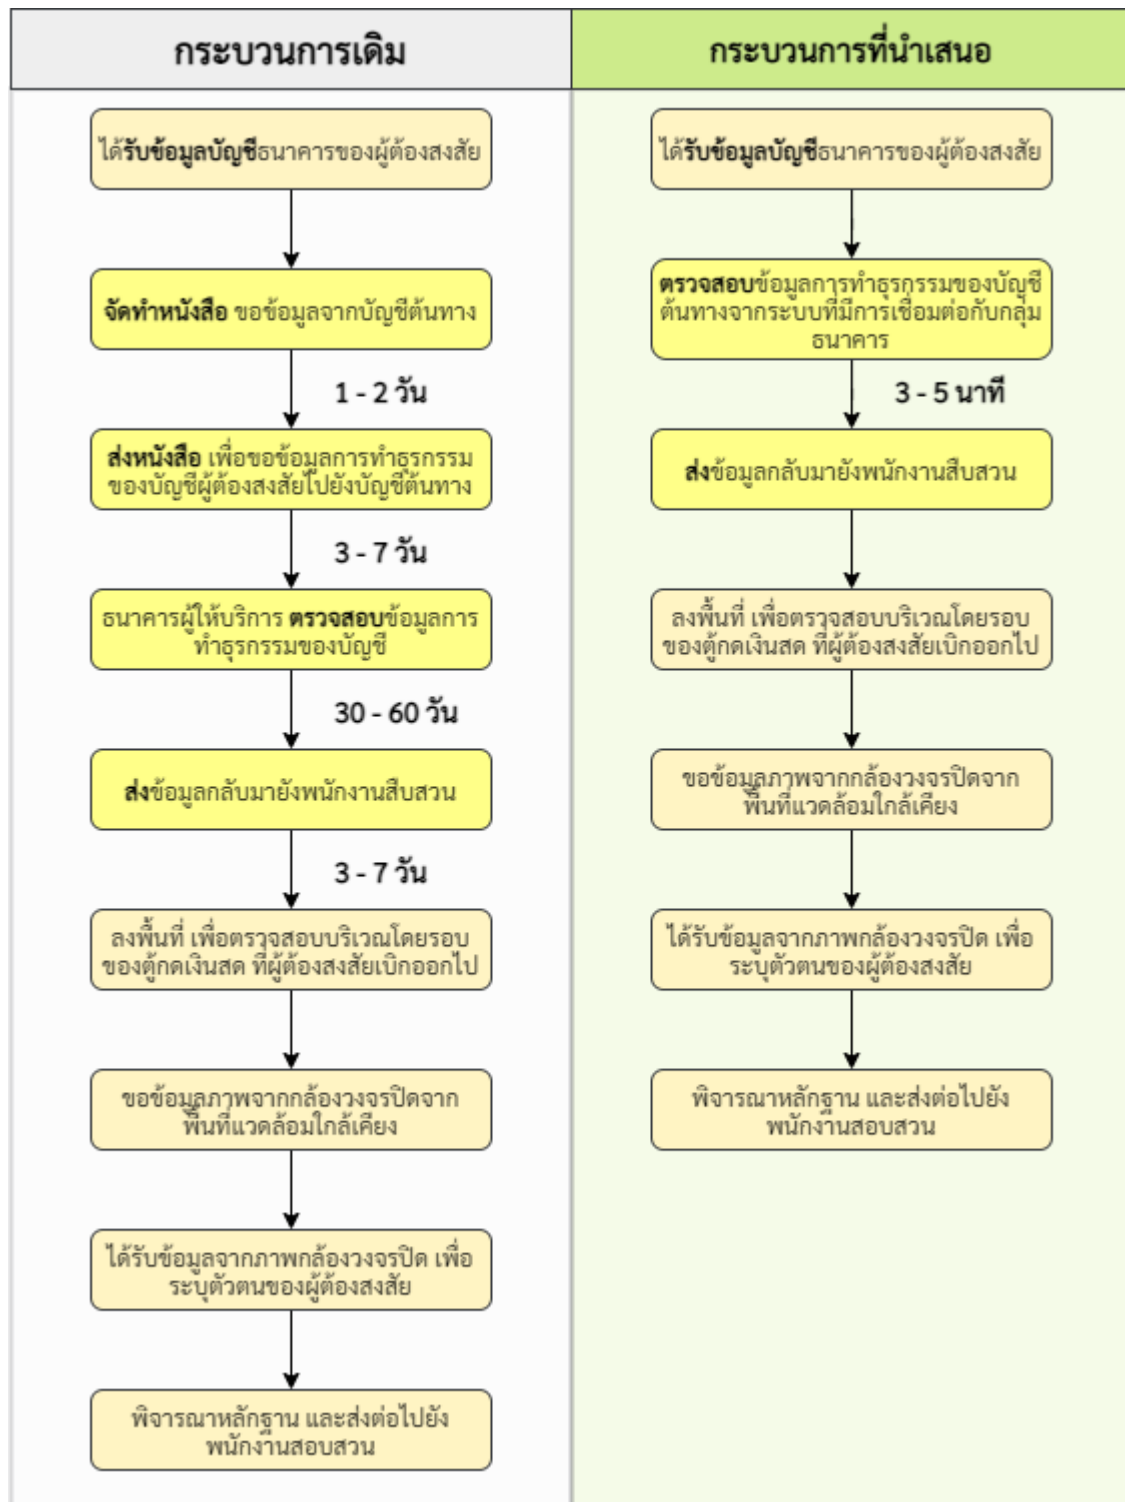 กระบวนการเดิม
ได้รับข้อมูลบัญชีธนาคารของผู้ต้องสงสัย
จัดทำหนังสือ ขอข้อมูลจากบัญชีต้นทาง
1 - 2 วัน
ส่งหนังสือ เพื่อขอข้อมูลการทำธุรกรรม
ของบัญชีผู้ต้องสงสัยไปยังบัญชีต้นทาง
3 - 7 วัน
ธนาคารผู้ให้บริการ ตรวจสอบข้อมูลการ
ทำธุรกรรมของบัญชี
30 - 60 วัน
ส่งข้อมูลกลับมายังพนักงานสืบสวน
3 - 7 วัน
ลงพื้นที่ เพื่อตรวจสอบบริเวณโดยรอบ
ของตู้กดเงินสด ที่ผู้ต้องสงสัยเบิกออกไป
ขอข้อมูลภาพจากกล้องวงจรปิดจาก
พื้นที่แวดล้อมใกล้เคียง
ได้รับข้อมูลจากภาพกล้องวงจรปิด เพื่อ
ระบุตัวตนของผู้ต้องสงสัย
พิจารณาหลักฐาน และส่งต่อไปยัง
พนักงานสอบสวน
กระบวนการที่นำเสนอ
ได้รับข้อมูลบัญชีธนาคารของผู้ต้องสงสัย
ตรวจสอบข้อมูลการทำธุรกรรมของบัญชี
ต้นทางจากระบบที่มีการเชื่อมต่อกับกลุ่ม
ธนาคาร
3 - 5 นาที
ส่งข้อมูลกลับมายังพนักงานสืบสวน
ลงพื้นที่ เพื่อตรวจสอบบริเวณโดยรอบ
ของตู้กดเงินสด ที่ผู้ต้องสงสัยเบิกออกไป
ขอข้อมูลภาพจากกล้องวงจรปิดจาก
พื้นที่แวดล้อมใกล้เคียง
ได้รับข้อมูลจากภาพกล้องวงจรปิด เพื่อ
ระบุตัวตนของผู้ต้องสงสัย
พิจารณาหลักฐาน และส่งต่อไปยัง
พนักงานสอบสวน